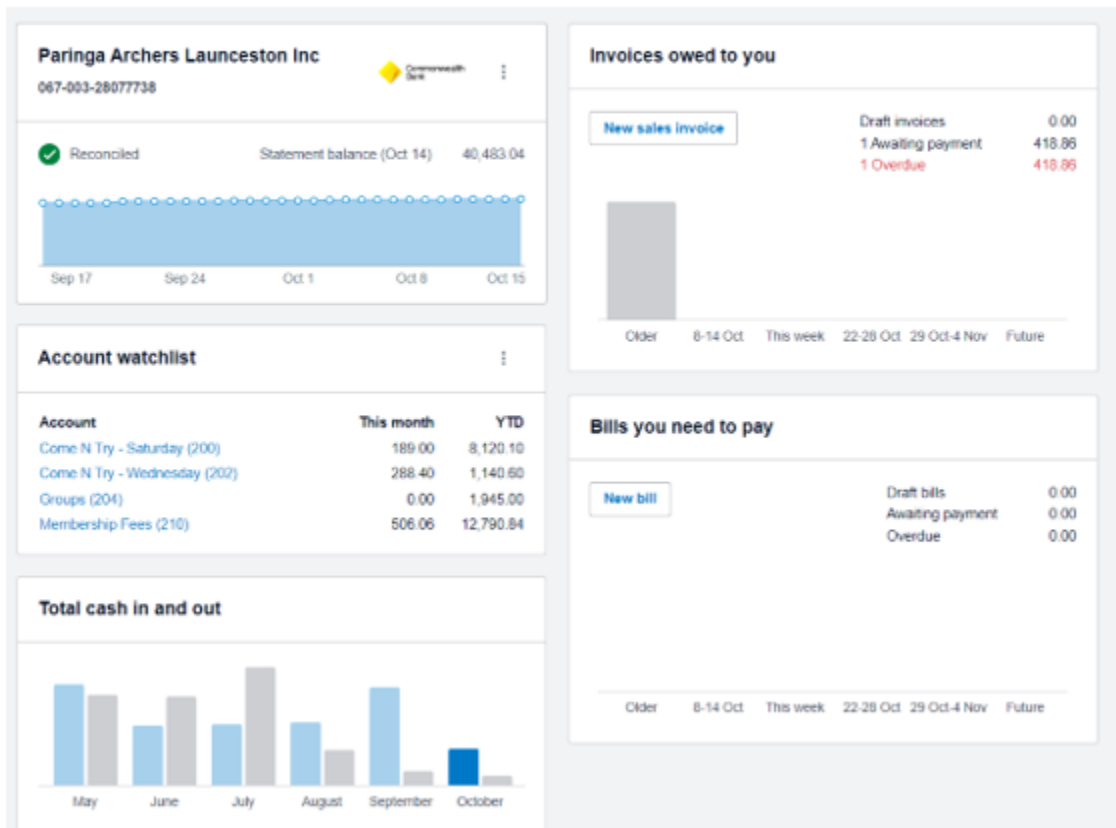 Paringa Archers Launceston Inc
067-003-28077738
Commonwealth
Bank
Reconciled Statement balance (Oct 14) 40,483.04
Sep 17 Sep 24 Oct 1 Oct 8 Oct 15
Account watchlist
Account This month YTD
Come N Try - Saturday (200) 189.00 8,120.10
Come N Try - Wednesday (202) 288.40 1,140.60
Groups (204) 0.00 1,945.00
Membership Fees (210) 506.06 12,790.84
Total cash in and out
May June July August September October
Invoices owed to you
New sales invoice
Draft invoices 0.00
1 Awaiting payment 418.86
1 Overdue 418.86
Older 8-14 Oct This week 22-28 Oct 29 Oct-4 Nov Future
Bills you need to pay
New bill
Draft bills 0.00
Awaiting payment 0.00
Overdue 0.00
Older 8-14 Oct This week 22-28 Oct 29 Oct-4 Nov Future